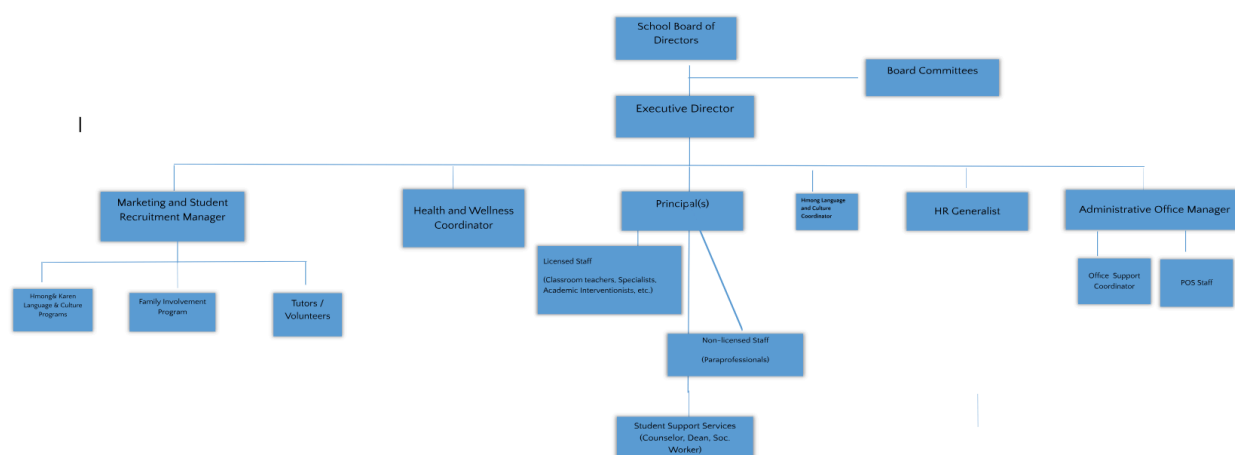 School Board of
Directors
Board Committees
Executive Director
Marketing and Student
Recruitment Manager
Health and Wellness
Coordinator
Principal(s)
Hmong Language
and Culture
Coordinator
HR Generalist
Administrative Office Manager
Licensed Staff
(Classroom teachers, Specialists,
Academic Interventionists, etc.)
Office Support
Coordinator
POS Staff
Language & Culture
Programs
Family Involvement
Program
Tutors /
Volunteers
Non-licensed Staff
(Paraprofessionals)
Student Support Services
(Counselor, Dean, Soc.
Worker)